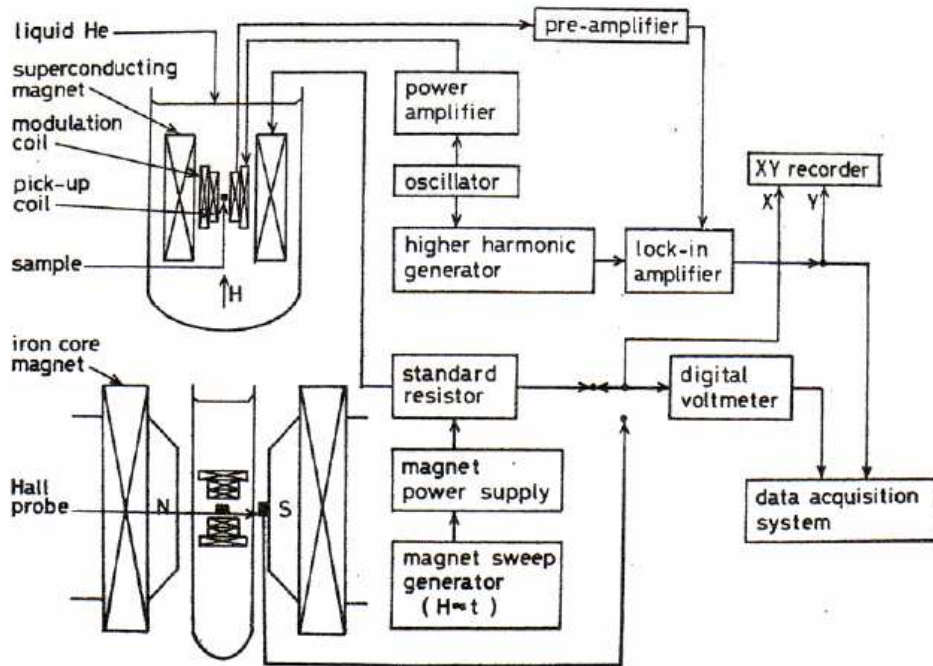 liquid He
superconducting
magnet
modulation
coil
pick-up
coil
sample
H
pre-amplifier
power
amplifier
oscillator
higher harmonic
generator
lock-in
amplifier
XY recorder
X
Y
iron core
magnet
Hall
probe
N
S
standard
resistor
digital
voltmeter
magnet
power supply
magnet sweep
generator
(H∝t)
data acquisition
system